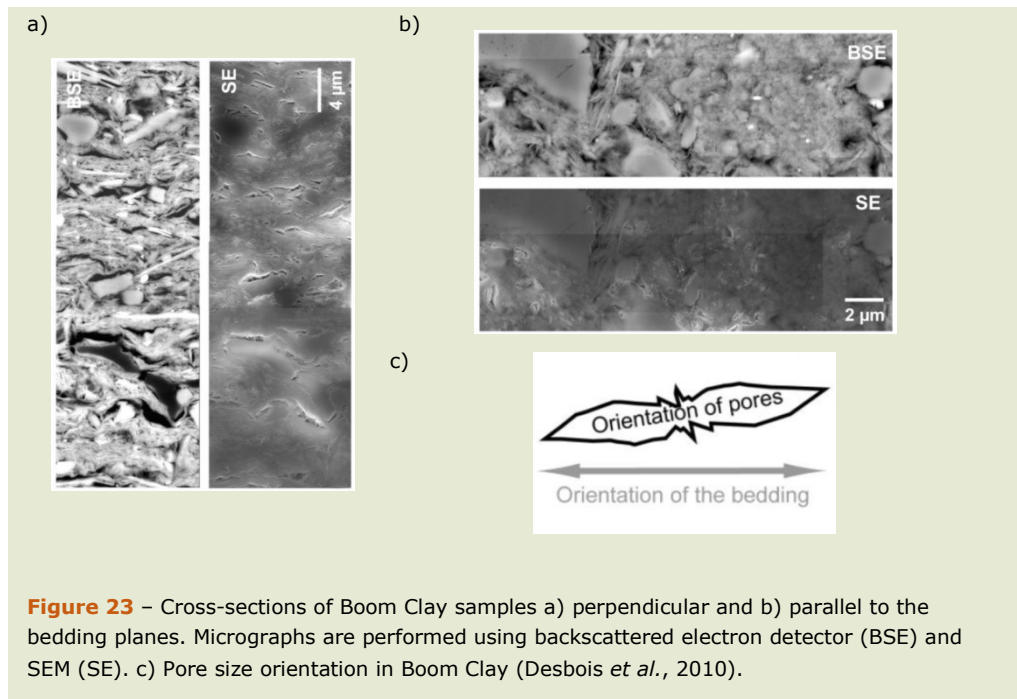 a)
BSE
SE
4 µm
b)
BSE
SE
2 µm
c)
Orientation of pores
Orientation of the bedding
Figure 23 – Cross-sections of Boom Clay samples a) perpendicular and b) parallel to the
bedding planes. Micrographs are performed using backscattered electron detector (BSE) and
SEM (SE). c) Pore size orientation in Boom Clay (Desbois et al., 2010).